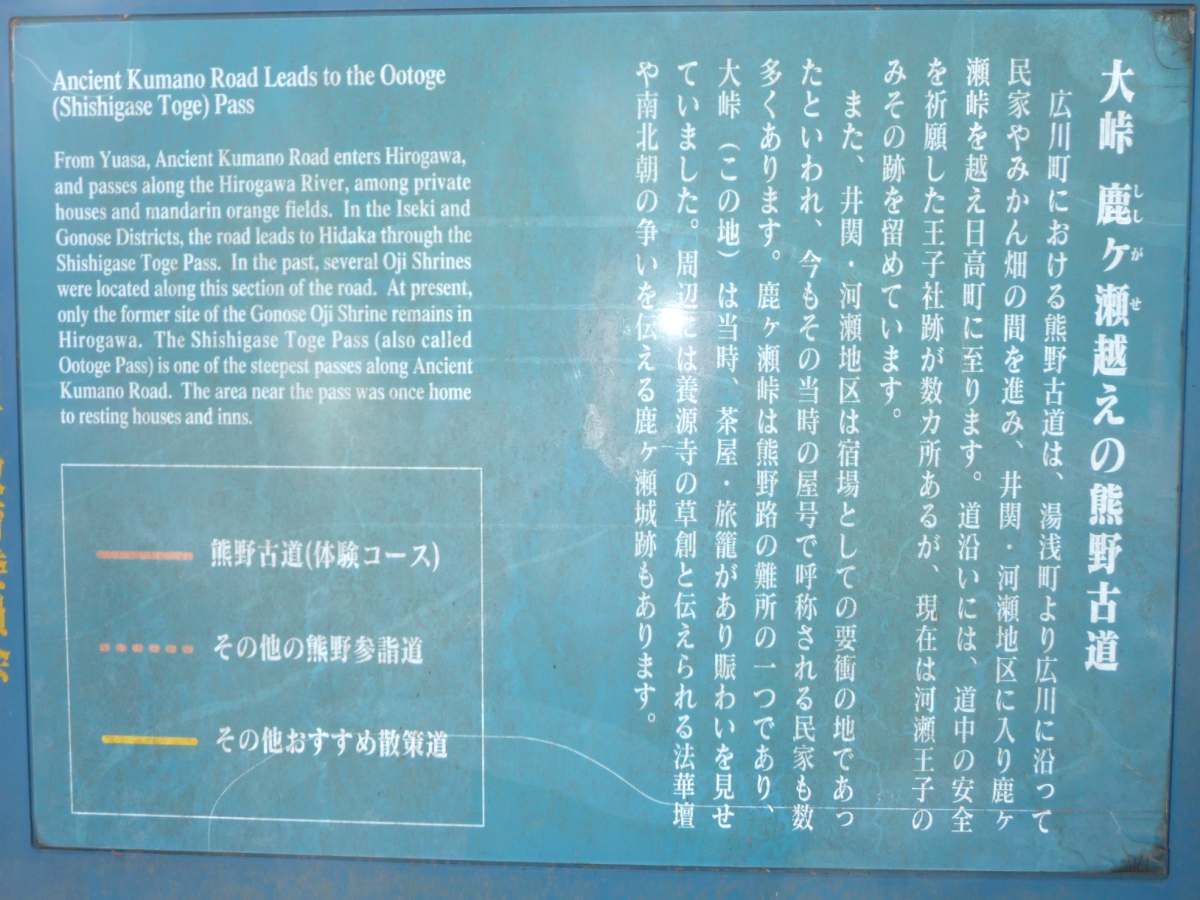 Ancient Kumano Road Leads to the Ootoge
(Shishigase Toge) Pass
From Yuasa, Ancient Kumano Road enters Hirogawa,
and passes along the Hirogawa River, among private
houses and mandarin orange fields. In the Iseki and
Gonose Districts, the road leads to Hidaka through the
Shishigase Toge Pass. In the past, several Oji Shrines
were located along this section of the road. At present,
only the former site of the Gonose Oji Shrine remains in
Hirogawa. The Shishigase Toge Pass (also called
Ootoge Pass) is one of the steepest passes along Ancient
Kumano Road. The area near the pass was once home
to resting houses and inns.
熊野古道(体験コース)
その他の熊野参詣道
その他おすすめ散策道
大峠 鹿ヶ瀬越えの熊野古道
しし が せ
広川町における熊野古道は、湯浅町より広川に沿って
民家やみかん畑の間を進み、井関・河瀬地区に入り鹿ヶ
瀬峠を越え日高町に至ります。道沿いには、道中の安全
を祈願した王子社跡が数カ所あるが、現在は河瀬王子の
みその跡を留めています。
また、井関・河瀬地区は宿場としての要衝の地であっ
たといわれ、今もその当時の屋号で呼称される民家も数
多くあります。鹿ヶ瀬峠は熊野路の難所の一つであり、
大峠（この地）は当時、茶屋・旅籠があり賑わいを見せ
ていました。周辺には養源寺の草創と伝えられる法華壇
や南北朝の争いを伝える鹿ヶ瀬城跡もあります。